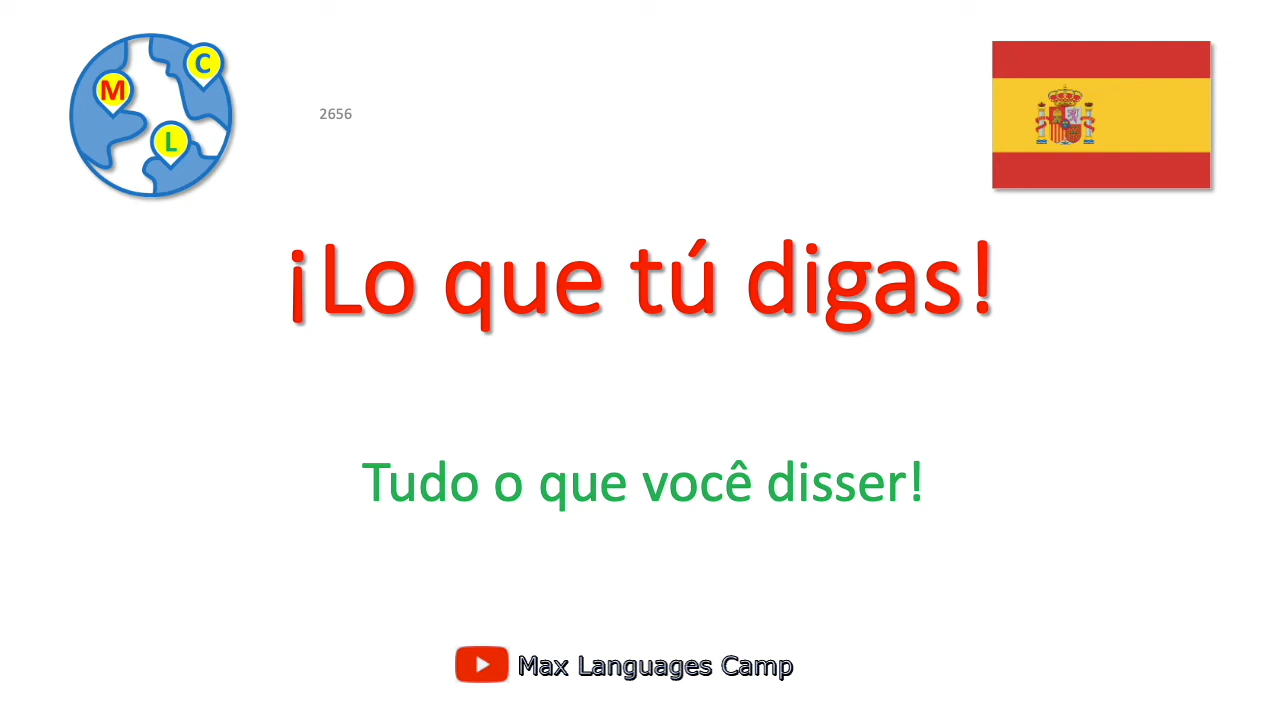 M
C
L
2656
¡Lo que tú digas!
Tudo o que você disser!
Max Languages Camp